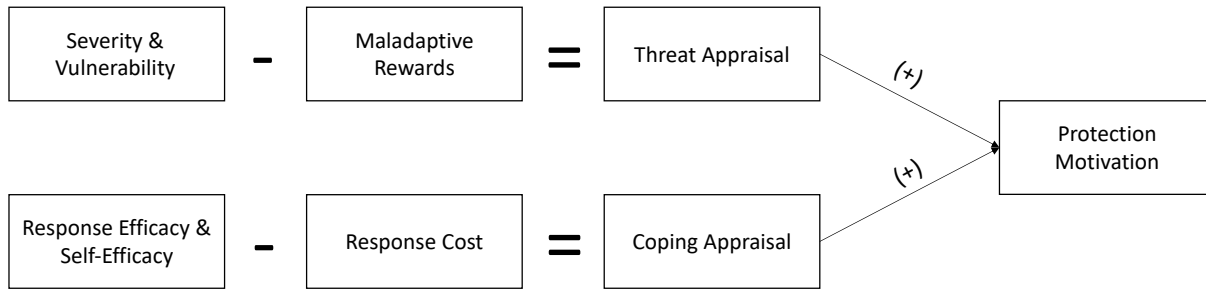 Severity &
Vulnerability
-
Maladaptive
Rewards
=
Threat Appraisal
(+)
Protection
Motivation
Response Efficacy &
Self-Efficacy
-
Response Cost
=
Coping Appraisal
(+)